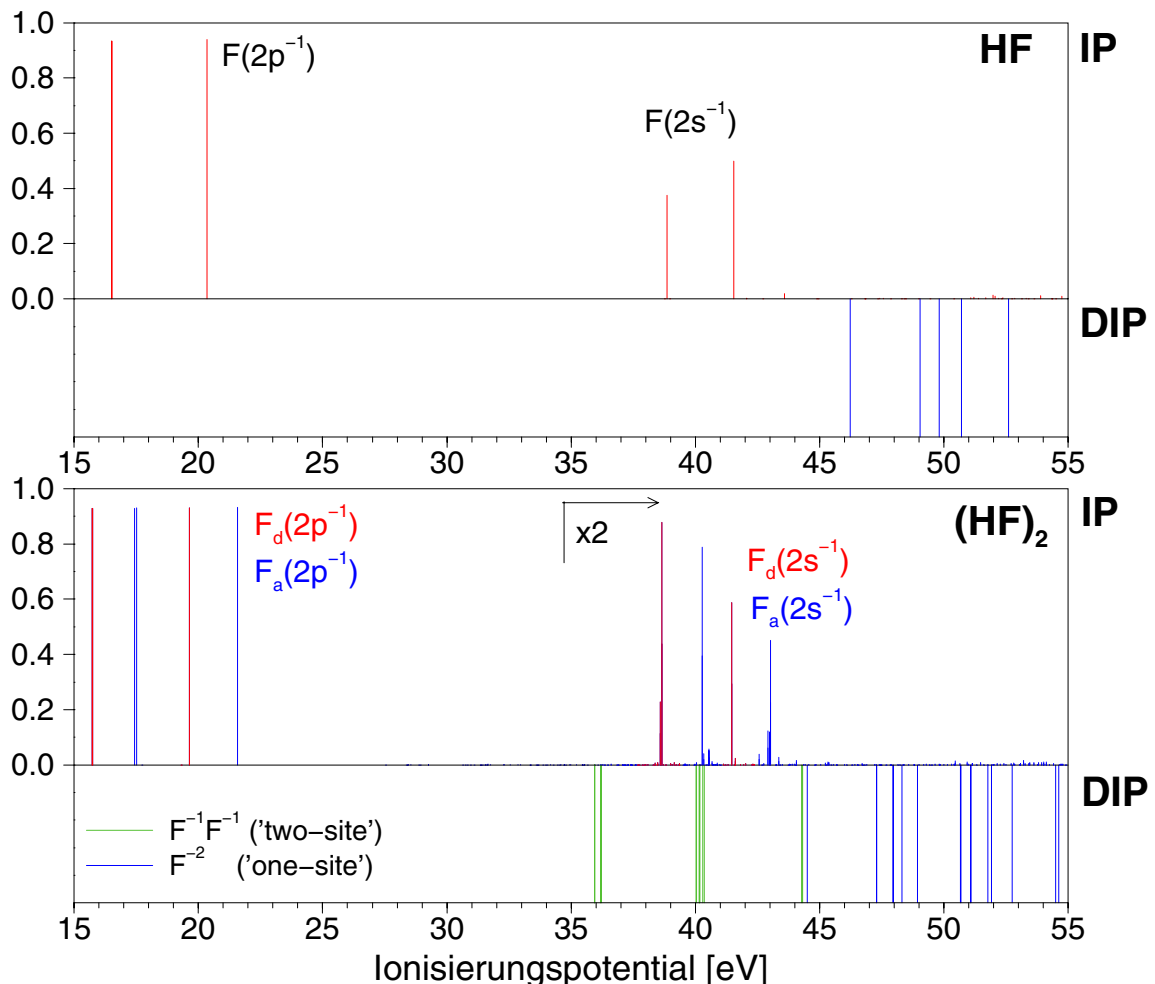 1.0
0.8
0.6
0.4
0.2
0.0
F(2p⁻¹)
F(2s⁻¹)
HF
IP
DIP
15 20 25 30 35 40 45 50 55
1.0
0.8
0.6
0.4
0.2
0.0
F_d(2p⁻¹)
F_a(2p⁻¹)
x2
F_d(2s⁻¹)
F_a(2s⁻¹)
(HF)₂
IP
DIP
F⁻¹F⁻¹ ('two−site')
F⁻² ('one−site')
15 20 25 30 35 40 45 50 55
Ionisierungspotential [eV]